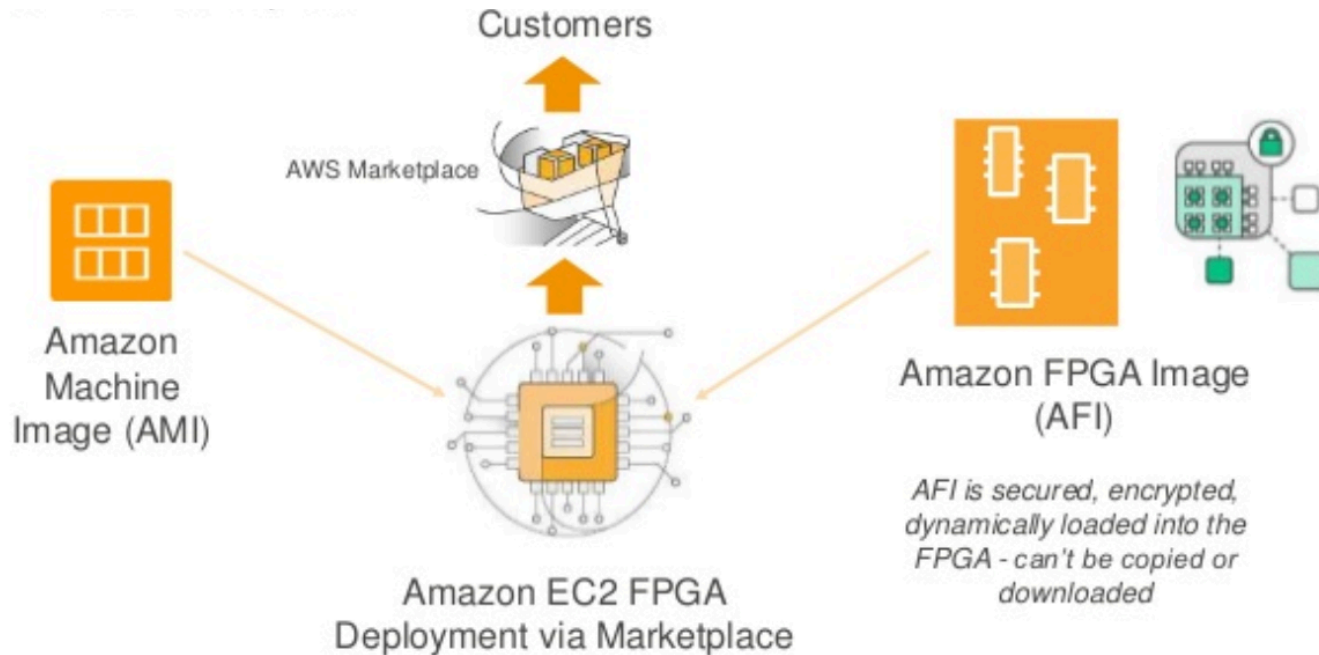 Customers
AWS Marketplace
Amazon
Machine
Image (AMI)
Amazon EC2 FPGA
Deployment via Marketplace
Amazon FPGA Image
(AFI)
AFI is secured, encrypted,
dynamically loaded into the
FPGA - can't be copied or
downloaded